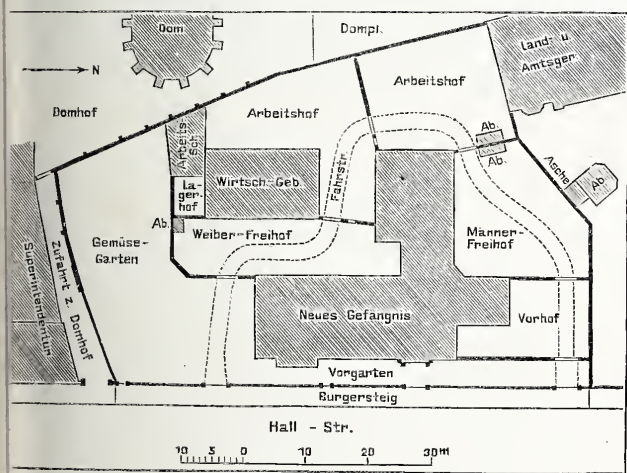 Dom
Dompl.
Land- u.
Amtsger.
N
Domhof
Arbeitshof
Arbeitshof
Arbeits-
Sch.
Ab.
Ab.
Asche
Ab.
Wirtsch-Geb.
Fahrstr.
La-
ger-
hof
Ab.
Weiber-Freihof
Männer-
Freihof
Gemüse-
Garten
Superintendentur
Zufahrt z. Domhof
Neues Gefängnis
Vorhof
Vorgarten
Bürgersteig
Hall - Str.
10 5 0 10 20 30 m